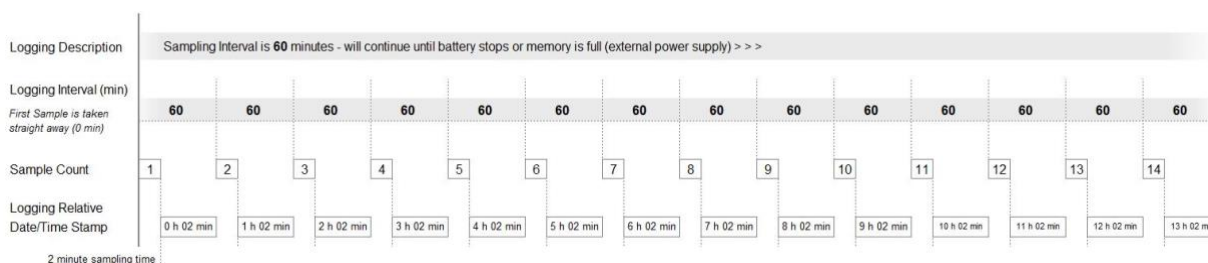 Logging Description Sampling Interval is 60 minutes - will continue until battery stops or memory is full (external power supply) > > >
Logging Interval (min)
60 60 60 60 60 60 60 60 60 60 60 60 60 60
First Sample is taken
straight away (0 min)
Sample Count 1 2 3 4 5 6 7 8 9 10 11 12 13 14
Logging Relative
Date/Time Stamp 0 h 02 min 1 h 02 min 2 h 02 min 3 h 02 min 4 h 02 min 5 h 02 min 6 h 02 min 7 h 02 min 8 h 02 min 9 h 02 min 10 h 02 min 11 h 02 min 12 h 02 min 13 h 02 m
2 minute sampling time